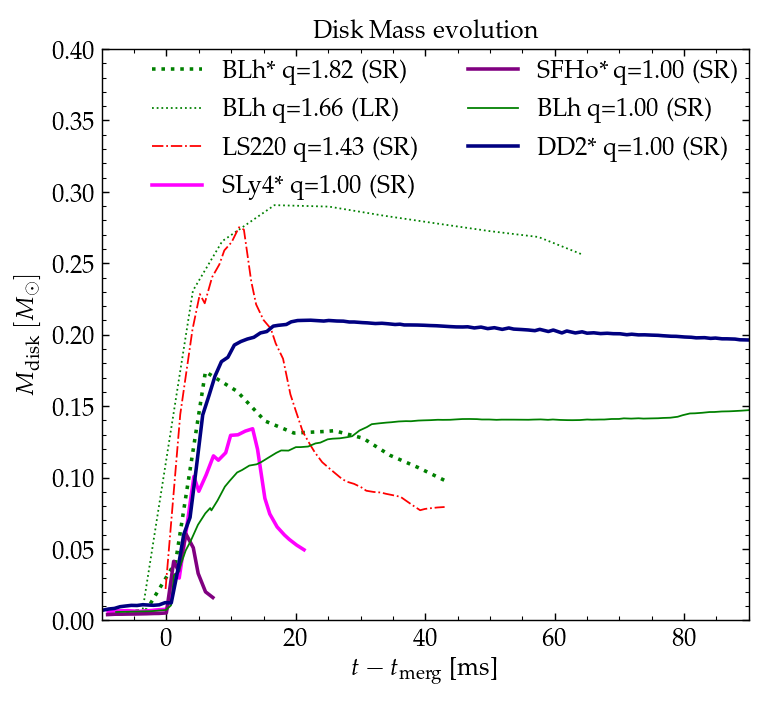 Disk Mass evolution
0.40
0.35
0.30
0.25
0.20
0.15
0.10
0.05
0.00
M_disk [M_⊙]
BLh* q=1.82 (SR)
BLh q=1.66 (LR)
LS220 q=1.43 (SR)
SLy4* q=1.00 (SR)
SFHo* q=1.00 (SR)
BLh q=1.00 (SR)
DD2* q=1.00 (SR)
0 20 40 60 80
t − t_merg [ms]